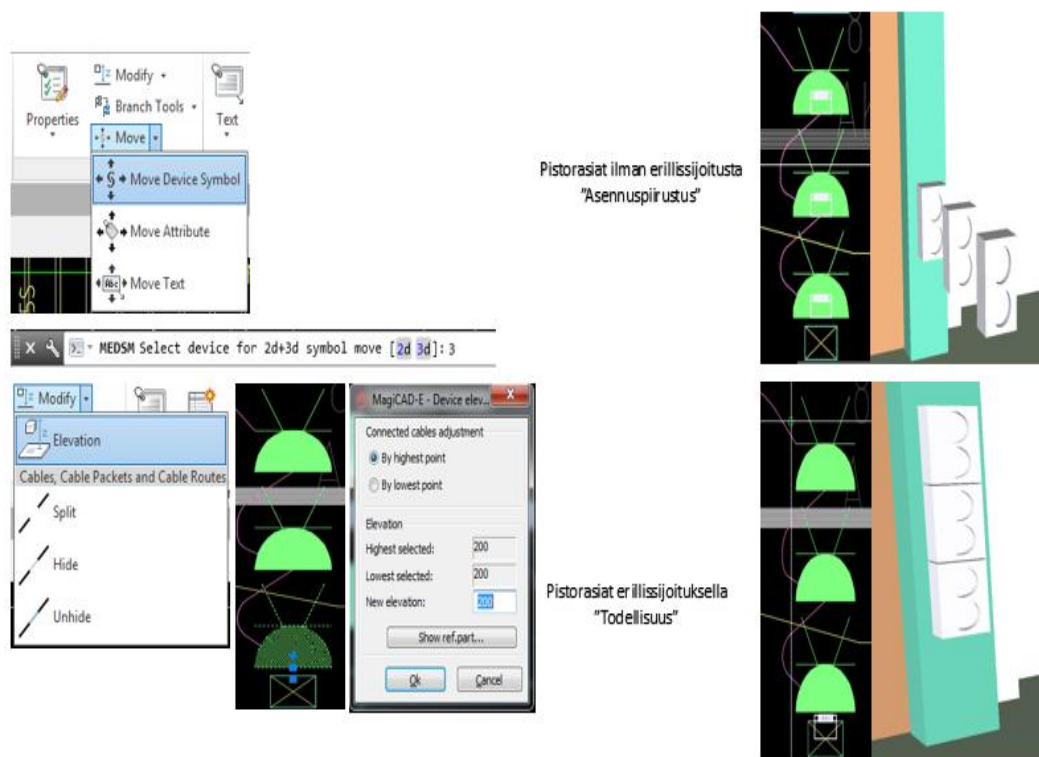 Properties
Modify
Branch Tools
Move
Text
Move Device Symbol
Move Attribute
Abc
Move Text
MEDSM Select device for 2d+3d symbol move [2d 3d]: 3
Modify
Elevation
Cables, Cable Packets and Cable Routes
Split
Hide
Unhide
MagiCAD-E - Device elev...
Connected cables adjustment
By highest point
By lowest point
Elevation
Highest selected: 200
Lowest selected: 200
New elevation: 200
Show ref.part...
Ok Cancel
Pistorasiat ilman erillissijoitusta
"Asennuspiirustus"
Pistorasiat erillissijoituksella
"Todellisuus"